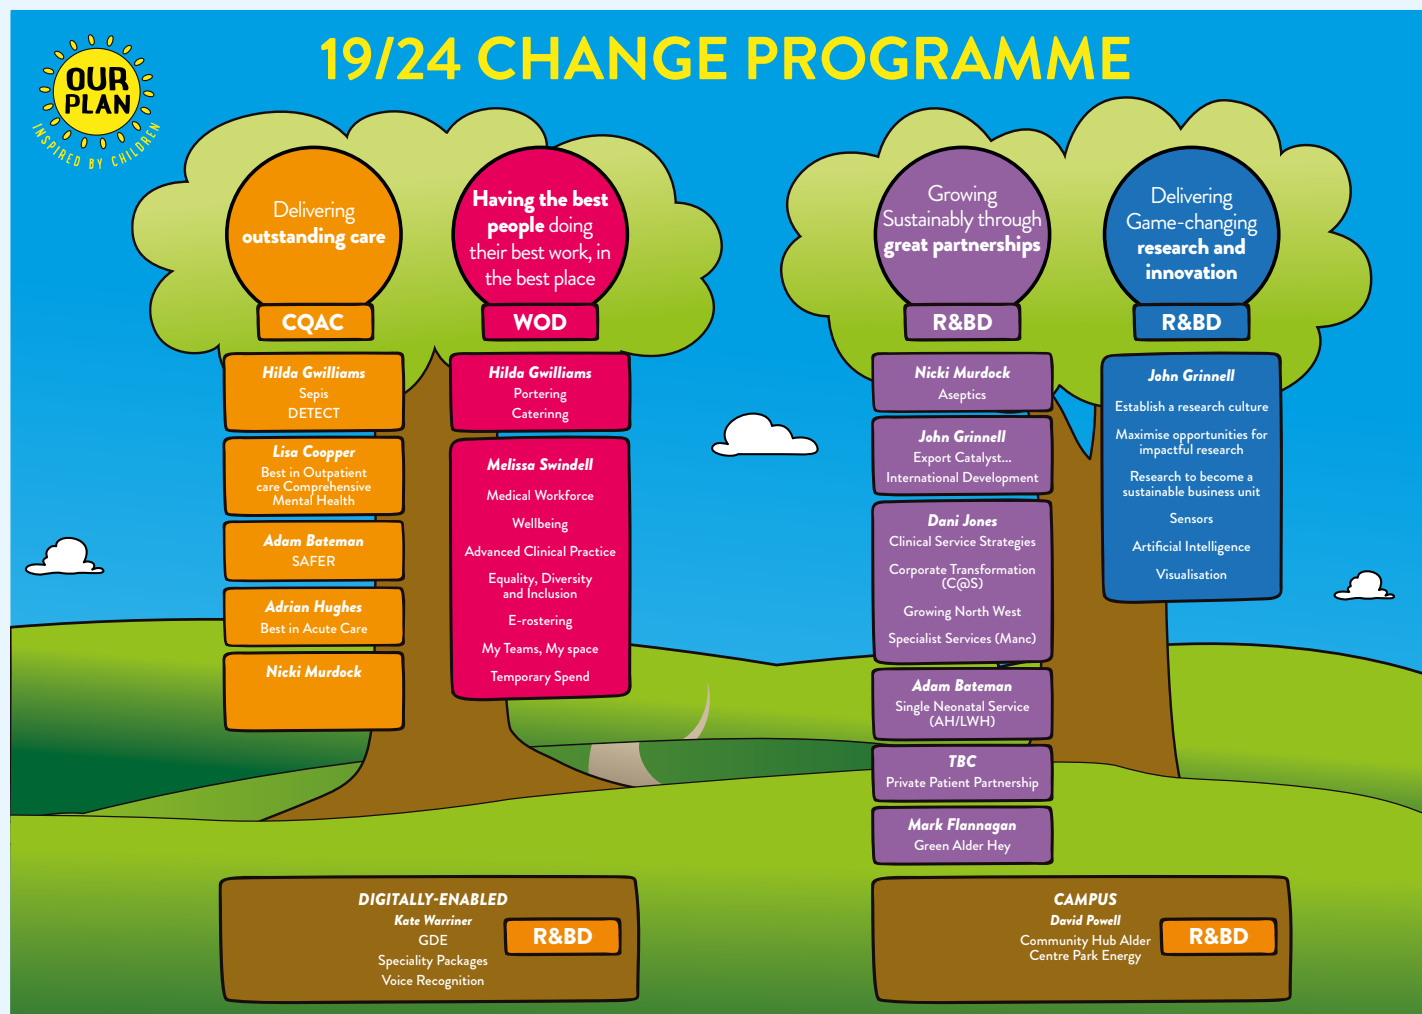 19/24 CHANGE PROGRAMME
OUR
PLAN
INSPIRED BY CHILDREN
Delivering
outstanding care
CQAC
Hilda Gwilliams
Sepis
DETECT
Lisa Coopper
Best in Outpatient
care Comprehensive
Mental Health
Adam Bateman
SAFER
Adrian Hughes
Best in Acute Care
Nicki Murdock
Having the best
people doing
their best work, in
the best place
WOD
Hilda Gwilliams
Portering
Caterinng
Melissa Swindell
Medical Workforce
Wellbeing
Advanced Clinical Practice
Equality, Diversity
and Inclusion
E-rostering
My Teams, My space
Temporary Spend
Growing
Sustainably through
great partnerships
R&BD
Nicki Murdock
Aseptics
John Grinnell
Export Catalyst...
International Development
Dani Jones
Clinical Service Strategies
Corporate Transformation
(C@S)
Growing North West
Specialist Services (Manc)
Adam Bateman
Single Neonatal Service
(AH/LWH)
TBC
Private Patient Partnership
Mark Flannagan
Green Alder Hey
Delivering
Game-changing
research and
innovation
R&BD
John Grinnell
Establish a research culture
Maximise opportunities for
impactful research
Research to become a
sustainable business unit
Sensors
Artificial Intelligence
Visualisation
DIGITALLY-ENABLED
Kate Warriner
GDE
Speciality Packages
Voice Recognition
R&BD
CAMPUS
David Powell
Community Hub Alder
Centre Park Energy
R&BD